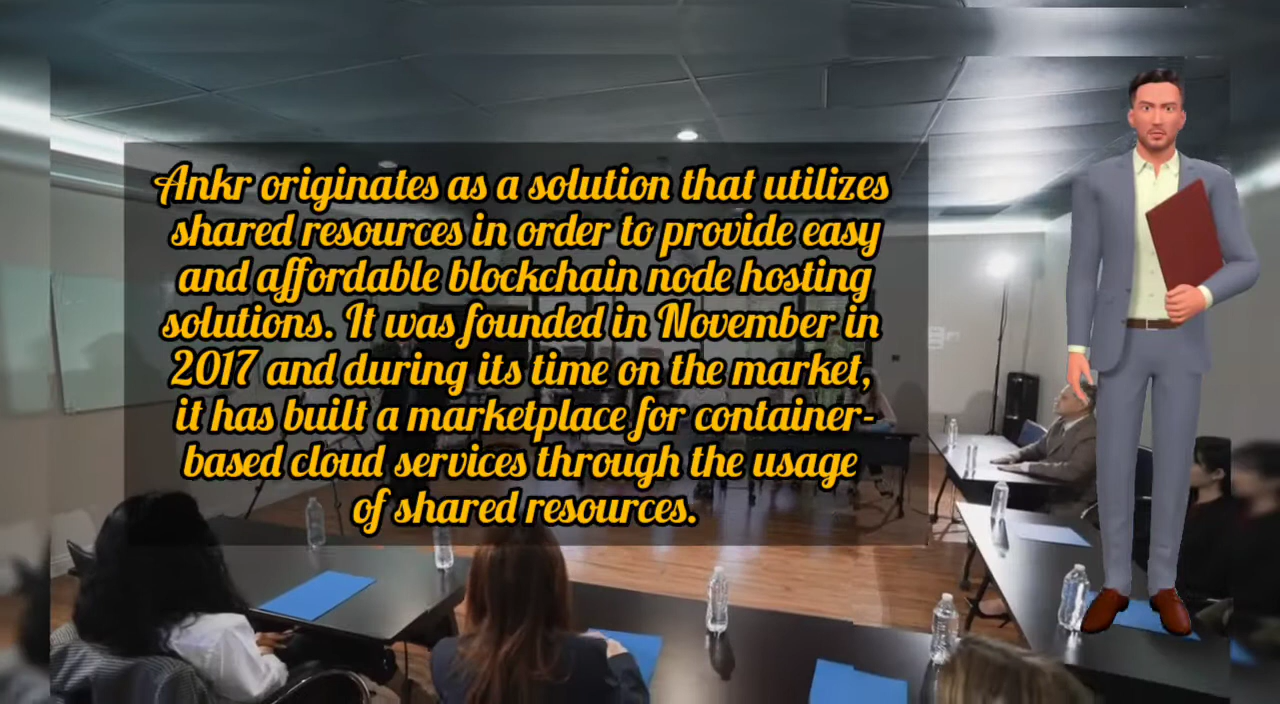 Ankr originates as a solution that utilizes
shared resources in order to provide easy
and affordable blockchain node hosting
solutions. It was founded in November in
2017 and during its time on the market,
it has built a marketplace for container-
based cloud services through the usage
of shared resources.